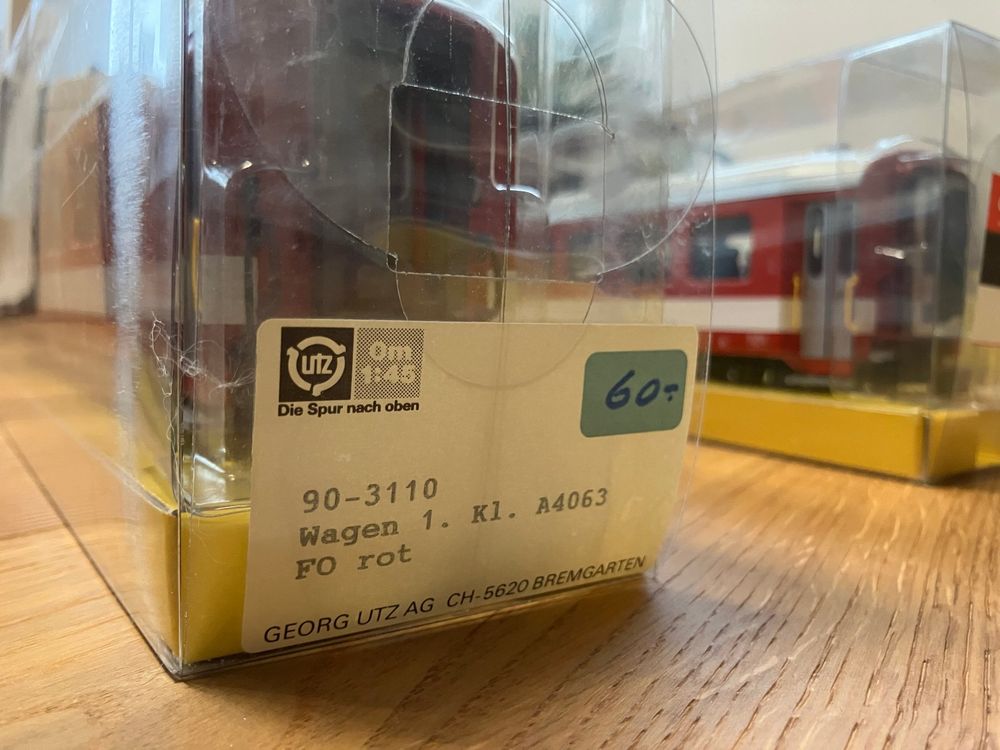 UTZ
0m
1:45
Die Spur nach oben
60.-
90-3110
Wagen 1. Kl. A4063
FO rot
GEORG UTZ AG CH-5620 BREMGARTEN